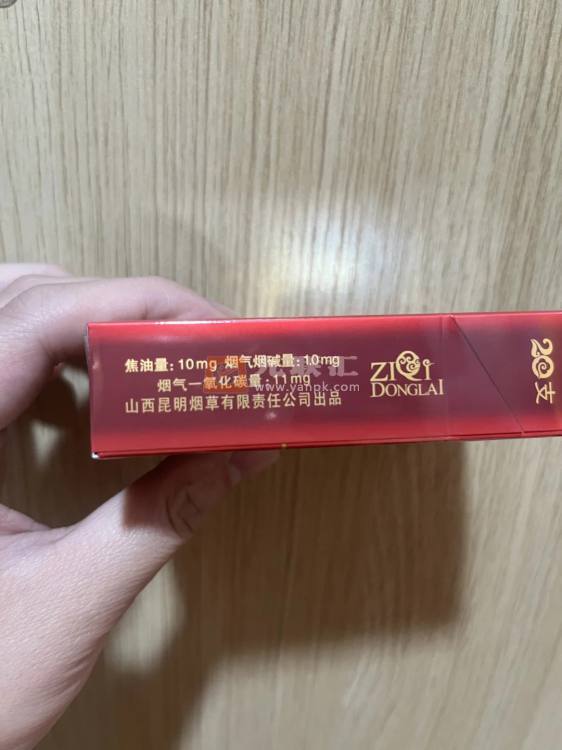 焦油量：10mg 烟气烟碱量：1.0mg
烟气一氧化碳量：11mg
山西昆明烟草有限责任公司出品
ZIQI
DONGLAI
20支
www.yanpk.com